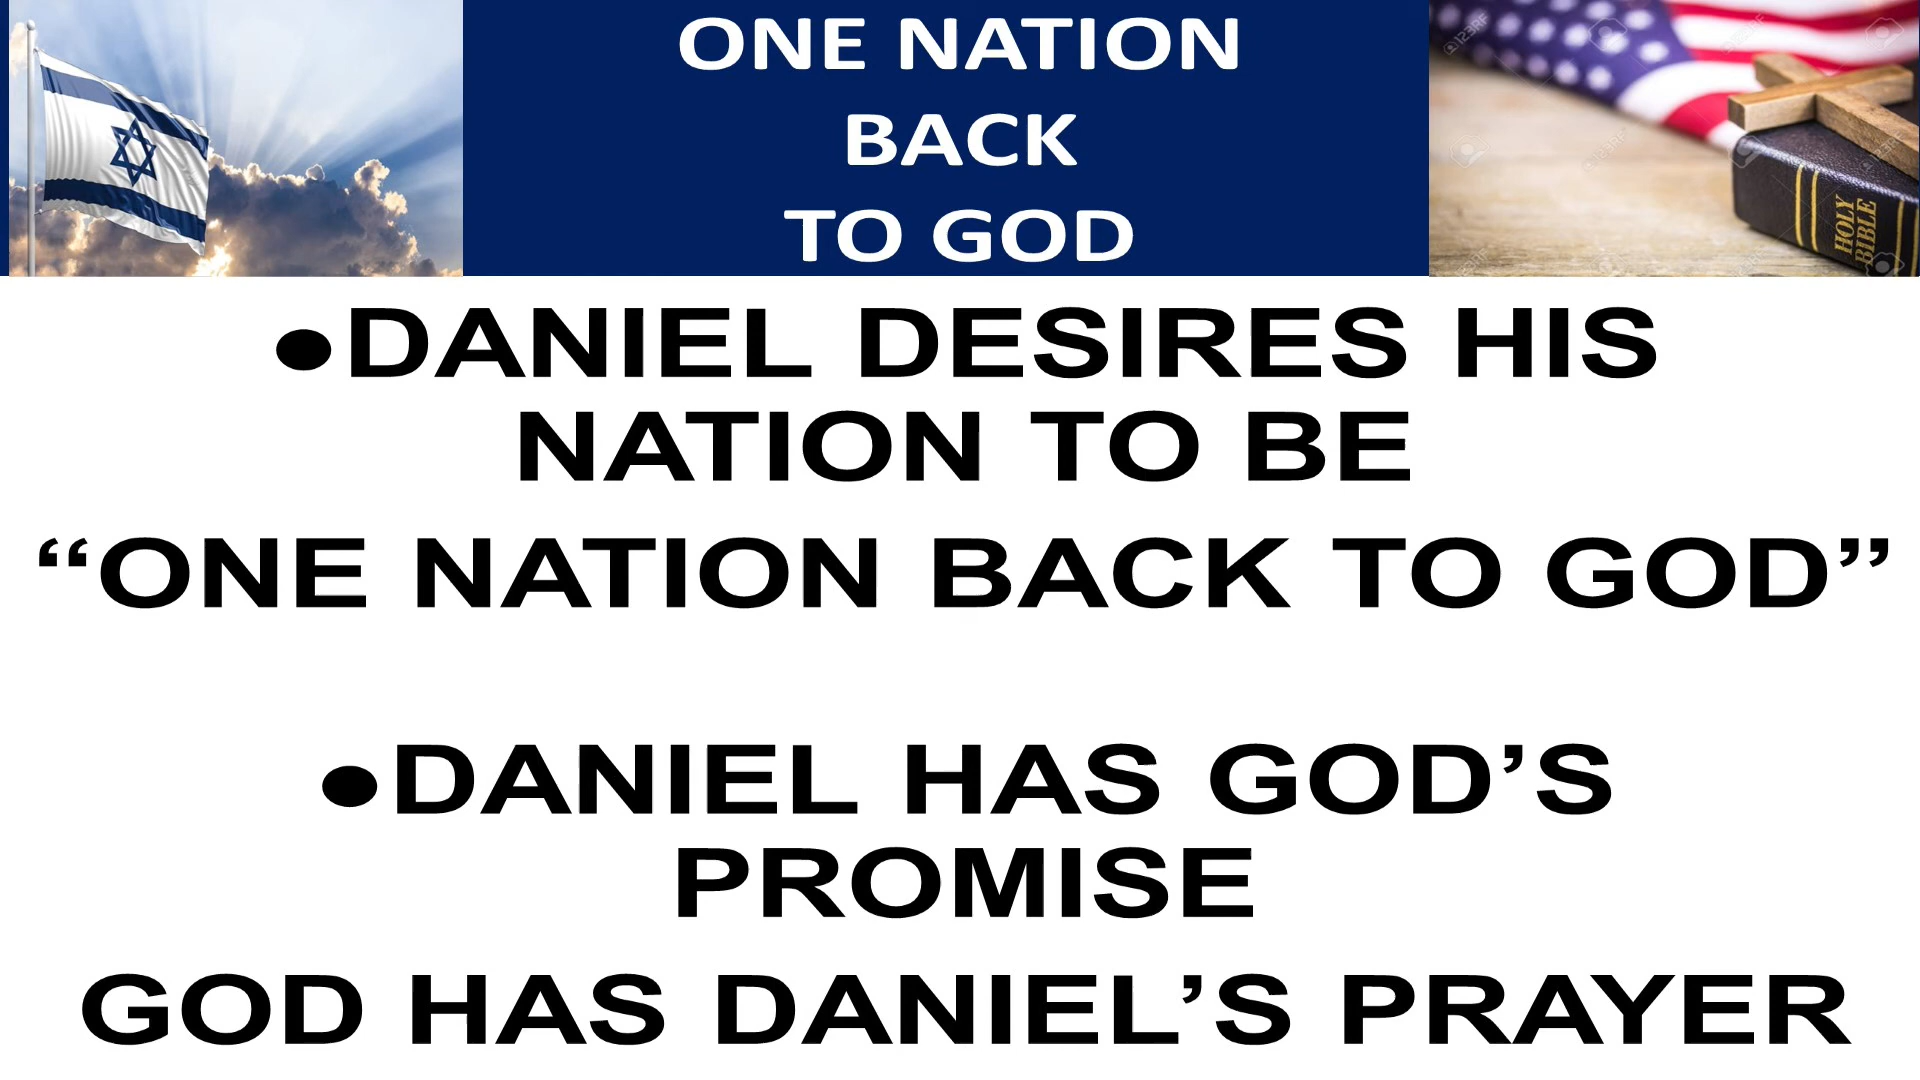 ONE NATION
BACK
TO GOD
HOLY
BIBLE
●DANIEL DESIRES HIS
NATION TO BE
“ONE NATION BACK TO GOD”
●DANIEL HAS GOD’S
PROMISE
GOD HAS DANIEL’S PRAYER